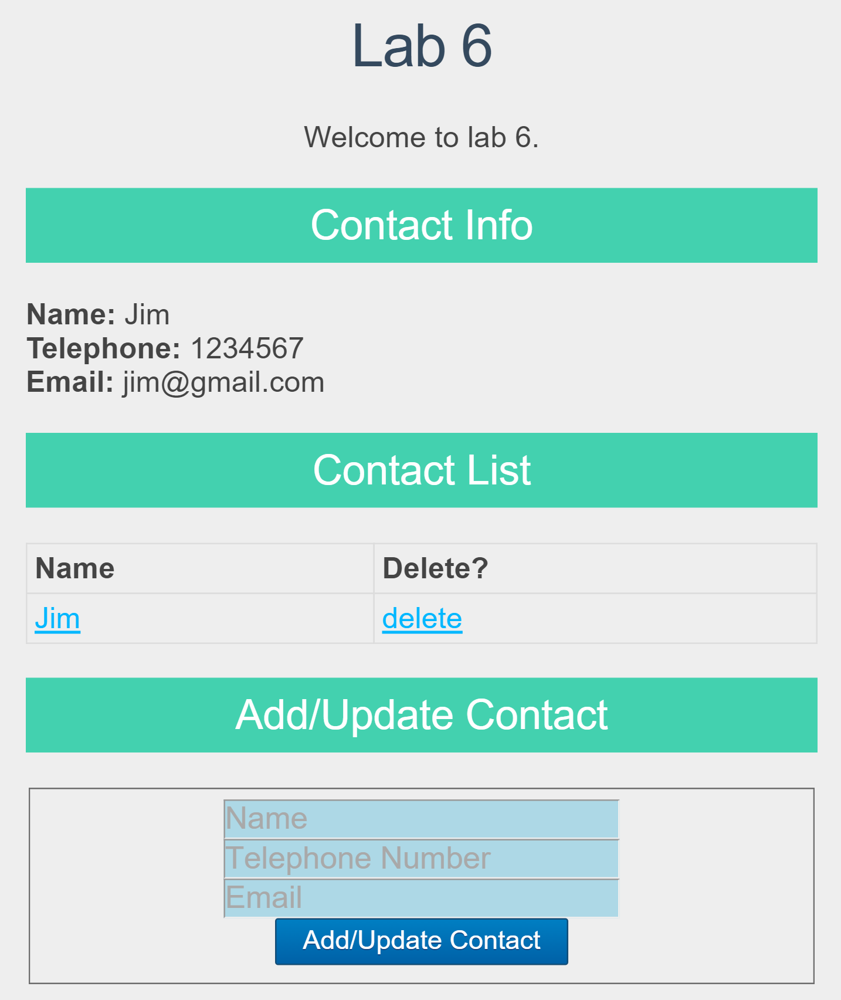 Lab 6
Welcome to lab 6.
Contact Info
Name: Jim
Telephone: 1234567
Email: jim@gmail.com
Contact List
Name Delete?
Jim delete
Add/Update Contact
Name
Telephone Number
Email
Add/Update Contact